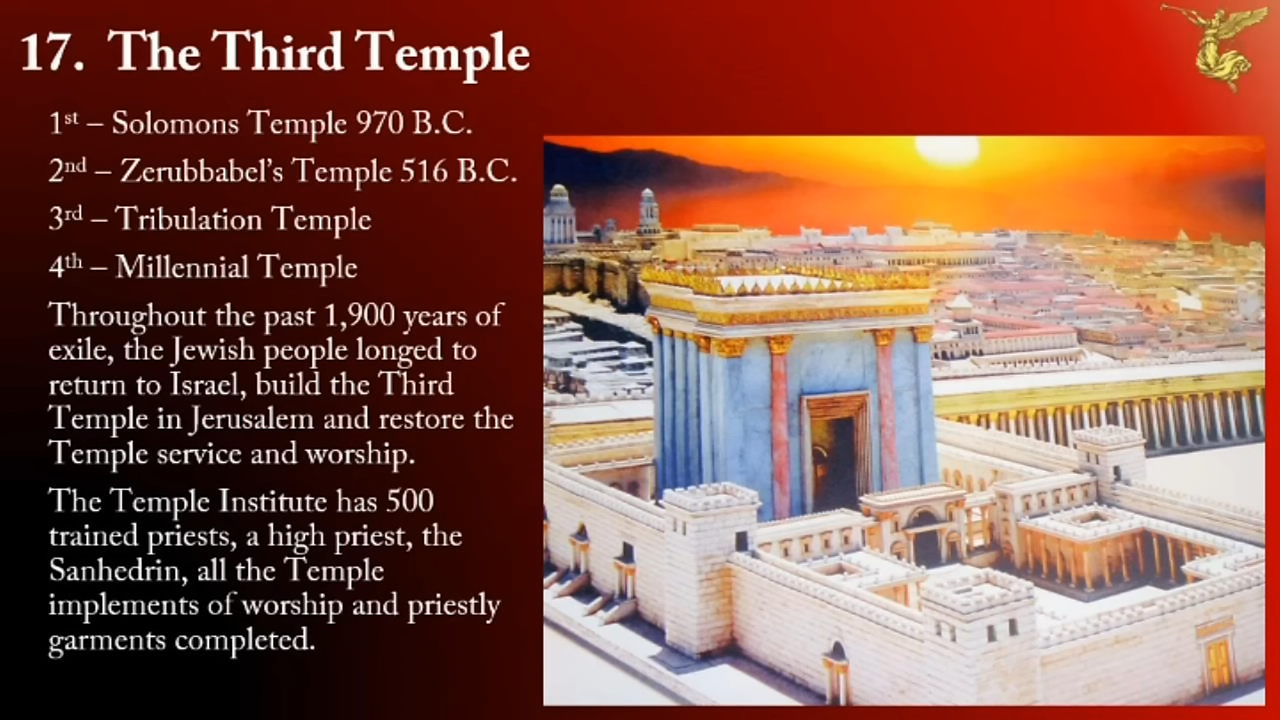 17. The Third Temple
1st – Solomons Temple 970 B.C.
2nd – Zerubbabel's Temple 516 B.C.
3rd – Tribulation Temple
4th – Millennial Temple
Throughout the past 1,900 years of
exile, the Jewish people longed to
return to Israel, build the Third
Temple in Jerusalem and restore the
Temple service and worship.
The Temple Institute has 500
trained priests, a high priest, the
Sanhedrin, all the Temple
implements of worship and priestly
garments completed.